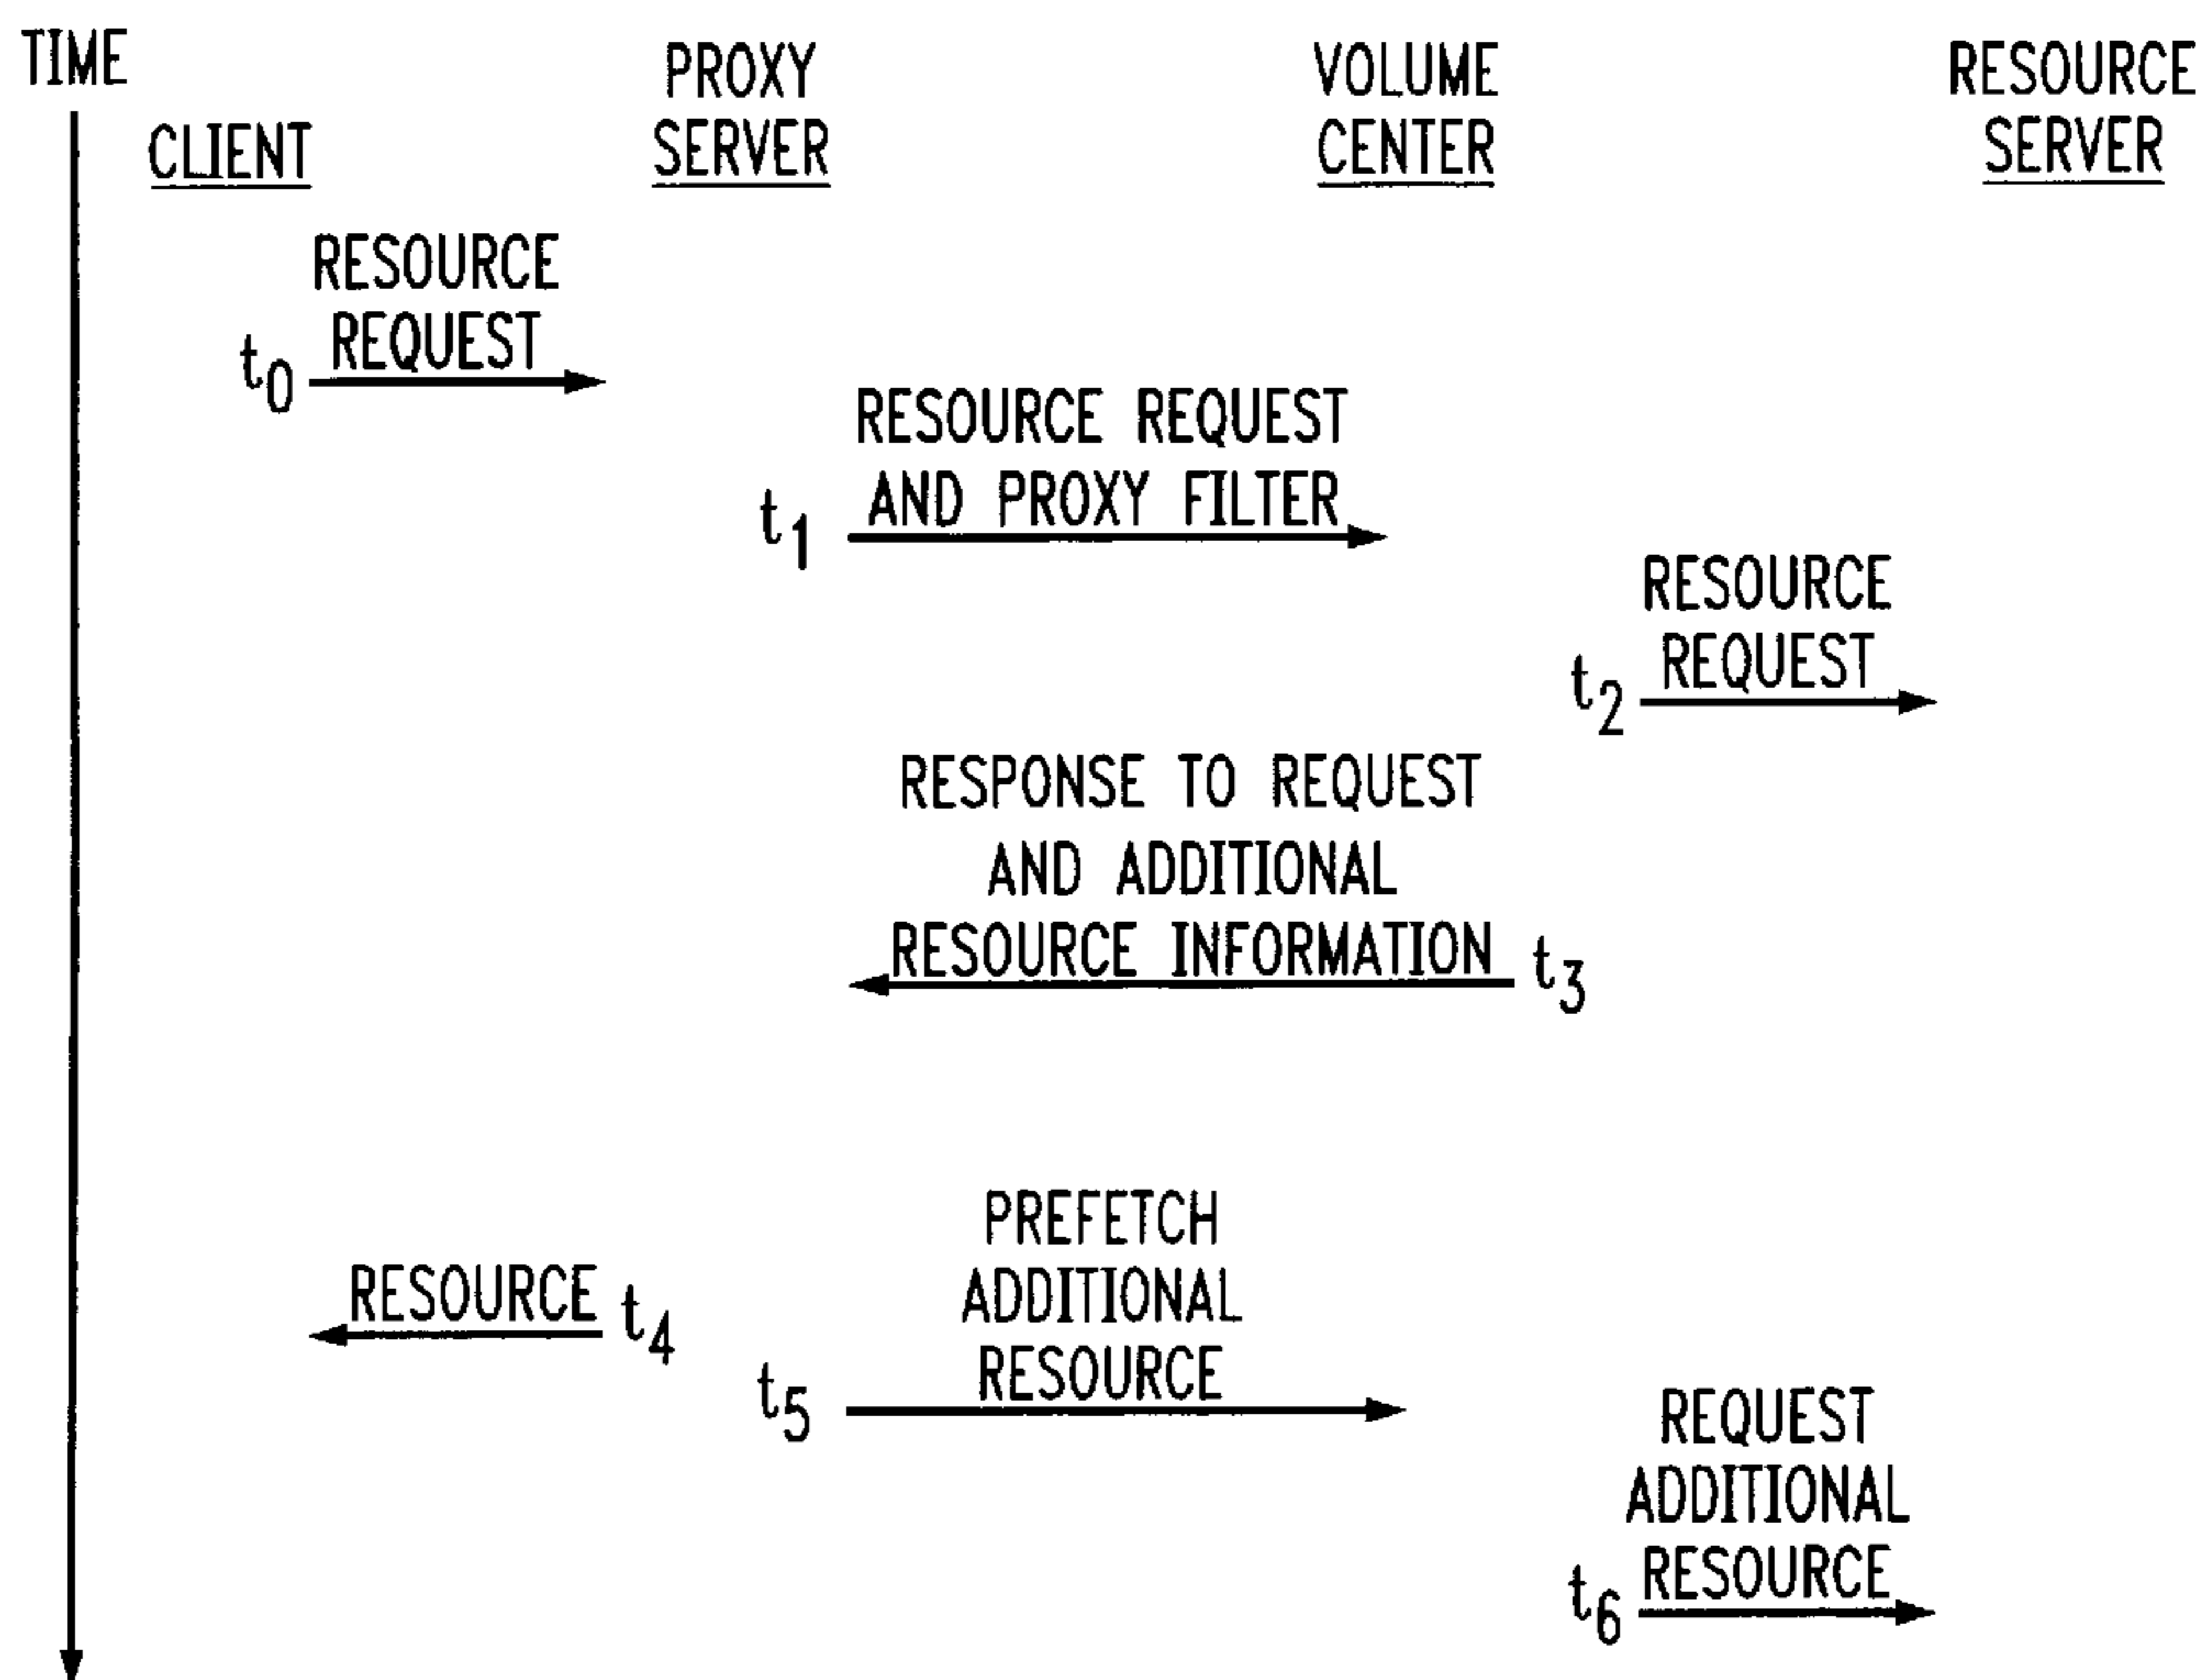 TIME
CLIENT
PROXY
SERVER
VOLUME
CENTER
RESOURCE
SERVER
RESOURCE
REQUEST
t0
RESOURCE REQUEST
AND PROXY FILTER
t1
RESOURCE
REQUEST
t2
RESPONSE TO REQUEST
AND ADDITIONAL
RESOURCE INFORMATION
t3
RESOURCE
t4
PREFETCH
ADDITIONAL
RESOURCE
t5
REQUEST
ADDITIONAL
RESOURCE
t6